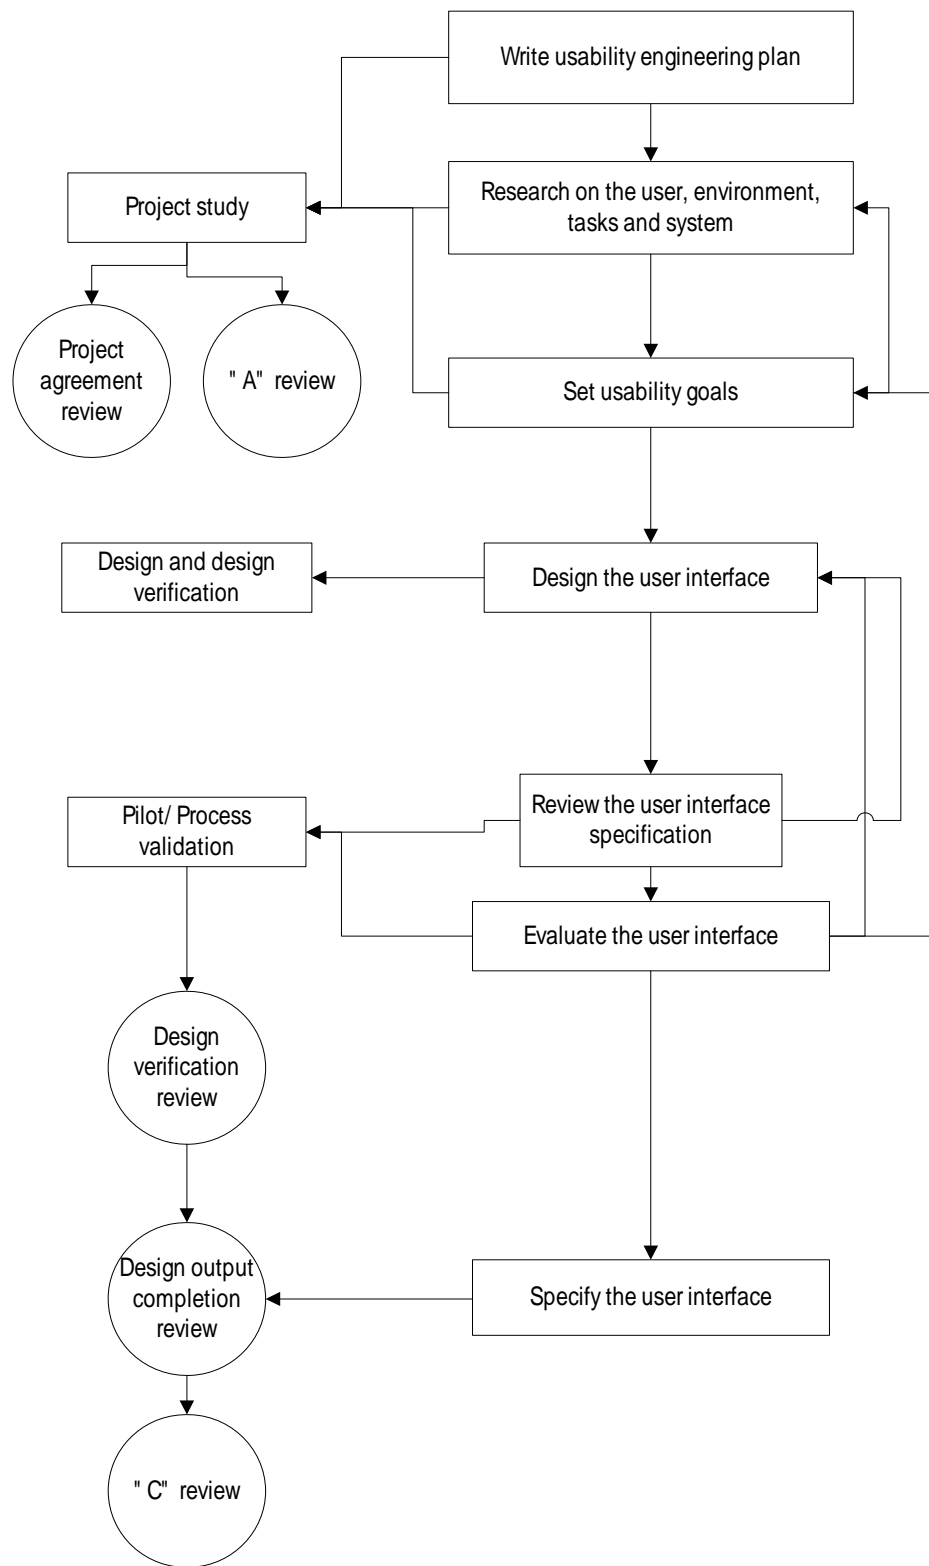 Write usability engineering plan
Project study
Research on the user, environment,
tasks and system
Project
agreement
review
" A" review
Set usability goals
Design and design
verification
Design the user interface
Pilot/ Process
validation
Review the user interface
specification
Evaluate the user interface
Design
verification
review
Design output
completion
review
Specify the user interface
" C" review